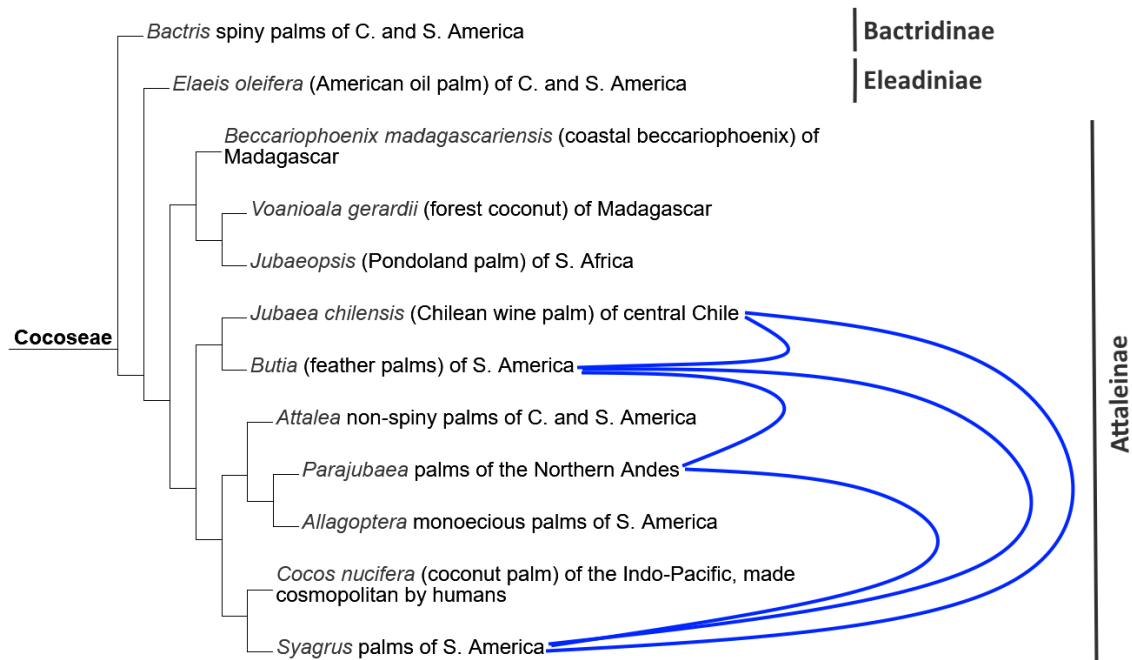 Bactris spiny palms of C. and S. America
Bactridinae
Elaeis oleifera (American oil palm) of C. and S. America
Eleadiniae
Beccariophoenix madagascariensis (coastal beccariophoenix) of
Madagascar
Voanioala gerardii (forest coconut) of Madagascar
Jubaeopsis (Pondoland palm) of S. Africa
Jubaea chilensis (Chilean wine palm) of central Chile
Cocoseae
Butia (feather palms) of S. America
Attaleinae
Attalea non-spiny palms of C. and S. America
Parajubaea palms of the Northern Andes
Allagoptera monoecious palms of S. America
Cocos nucifera (coconut palm) of the Indo-Pacific, made
cosmopolitan by humans
Syagrus palms of S. America